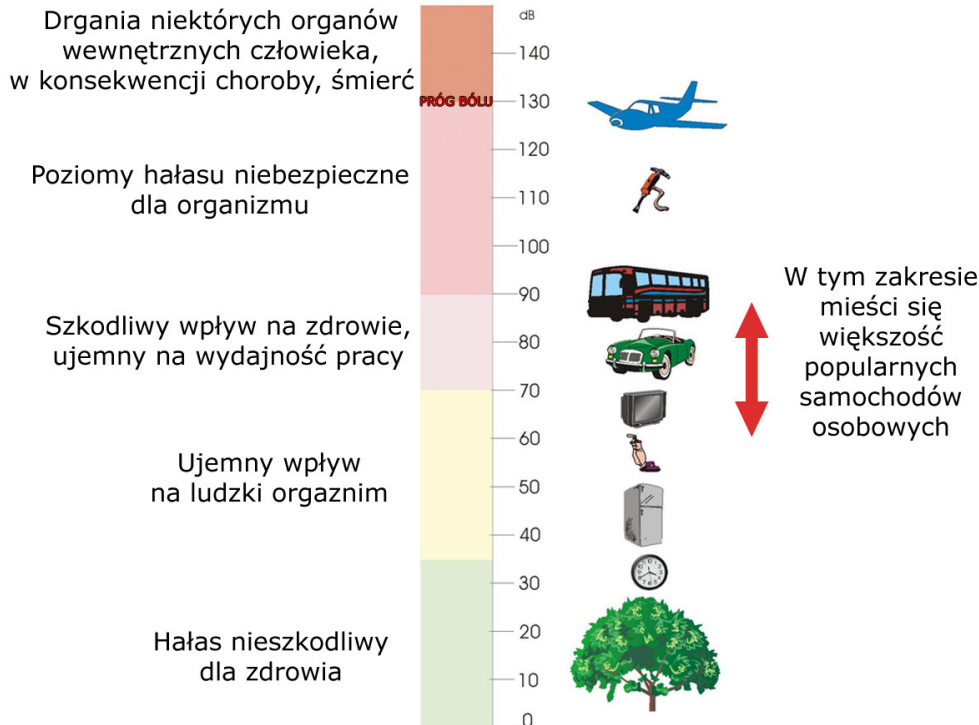 Drgania niektórych organów
wewnętrznych człowieka,
w konsekwencji choroby, śmierć
PRÓG BÓLU
Poziomy hałasu niebezpieczne
dla organizmu
Szkodliwy wpływ na zdrowie,
ujemny na wydajność pracy
Ujemny wpływ
na ludzki orgaznim
Hałas nieszkodliwy
dla zdrowia
dB
140
130
120
110
100
90
80
70
60
50
40
30
20
10
0
W tym zakresie
mieści się
większość
popularnych
samochodów
osobowych